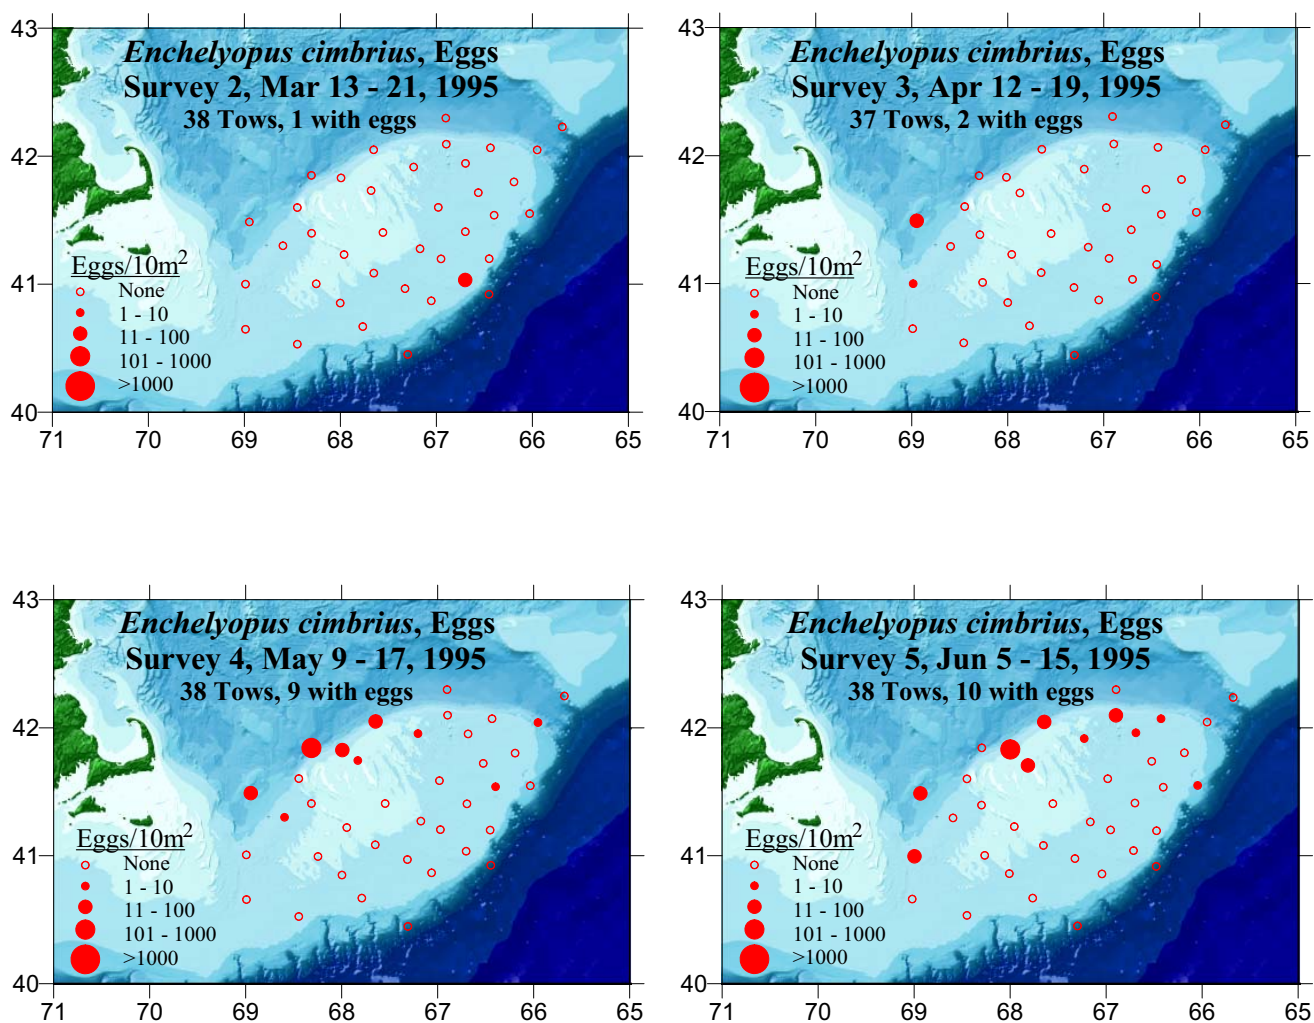 43
42
41
40
71 70 69 68 67 66 65
Enchelyopus cimbrius, Eggs
Survey 2, Mar 13 - 21, 1995
38 Tows, 1 with eggs
Eggs/10m²
None
1 - 10
11 - 100
101 - 1000
>1000
43
42
41
40
71 70 69 68 67 66 65
Enchelyopus cimbrius, Eggs
Survey 3, Apr 12 - 19, 1995
37 Tows, 2 with eggs
Eggs/10m²
None
1 - 10
11 - 100
101 - 1000
>1000
43
42
41
40
71 70 69 68 67 66 65
Enchelyopus cimbrius, Eggs
Survey 4, May 9 - 17, 1995
38 Tows, 9 with eggs
Eggs/10m²
None
1 - 10
11 - 100
101 - 1000
>1000
43
42
41
40
71 70 69 68 67 66 65
Enchelyopus cimbrius, Eggs
Survey 5, Jun 5 - 15, 1995
38 Tows, 10 with eggs
Eggs/10m²
None
1 - 10
11 - 100
101 - 1000
>1000